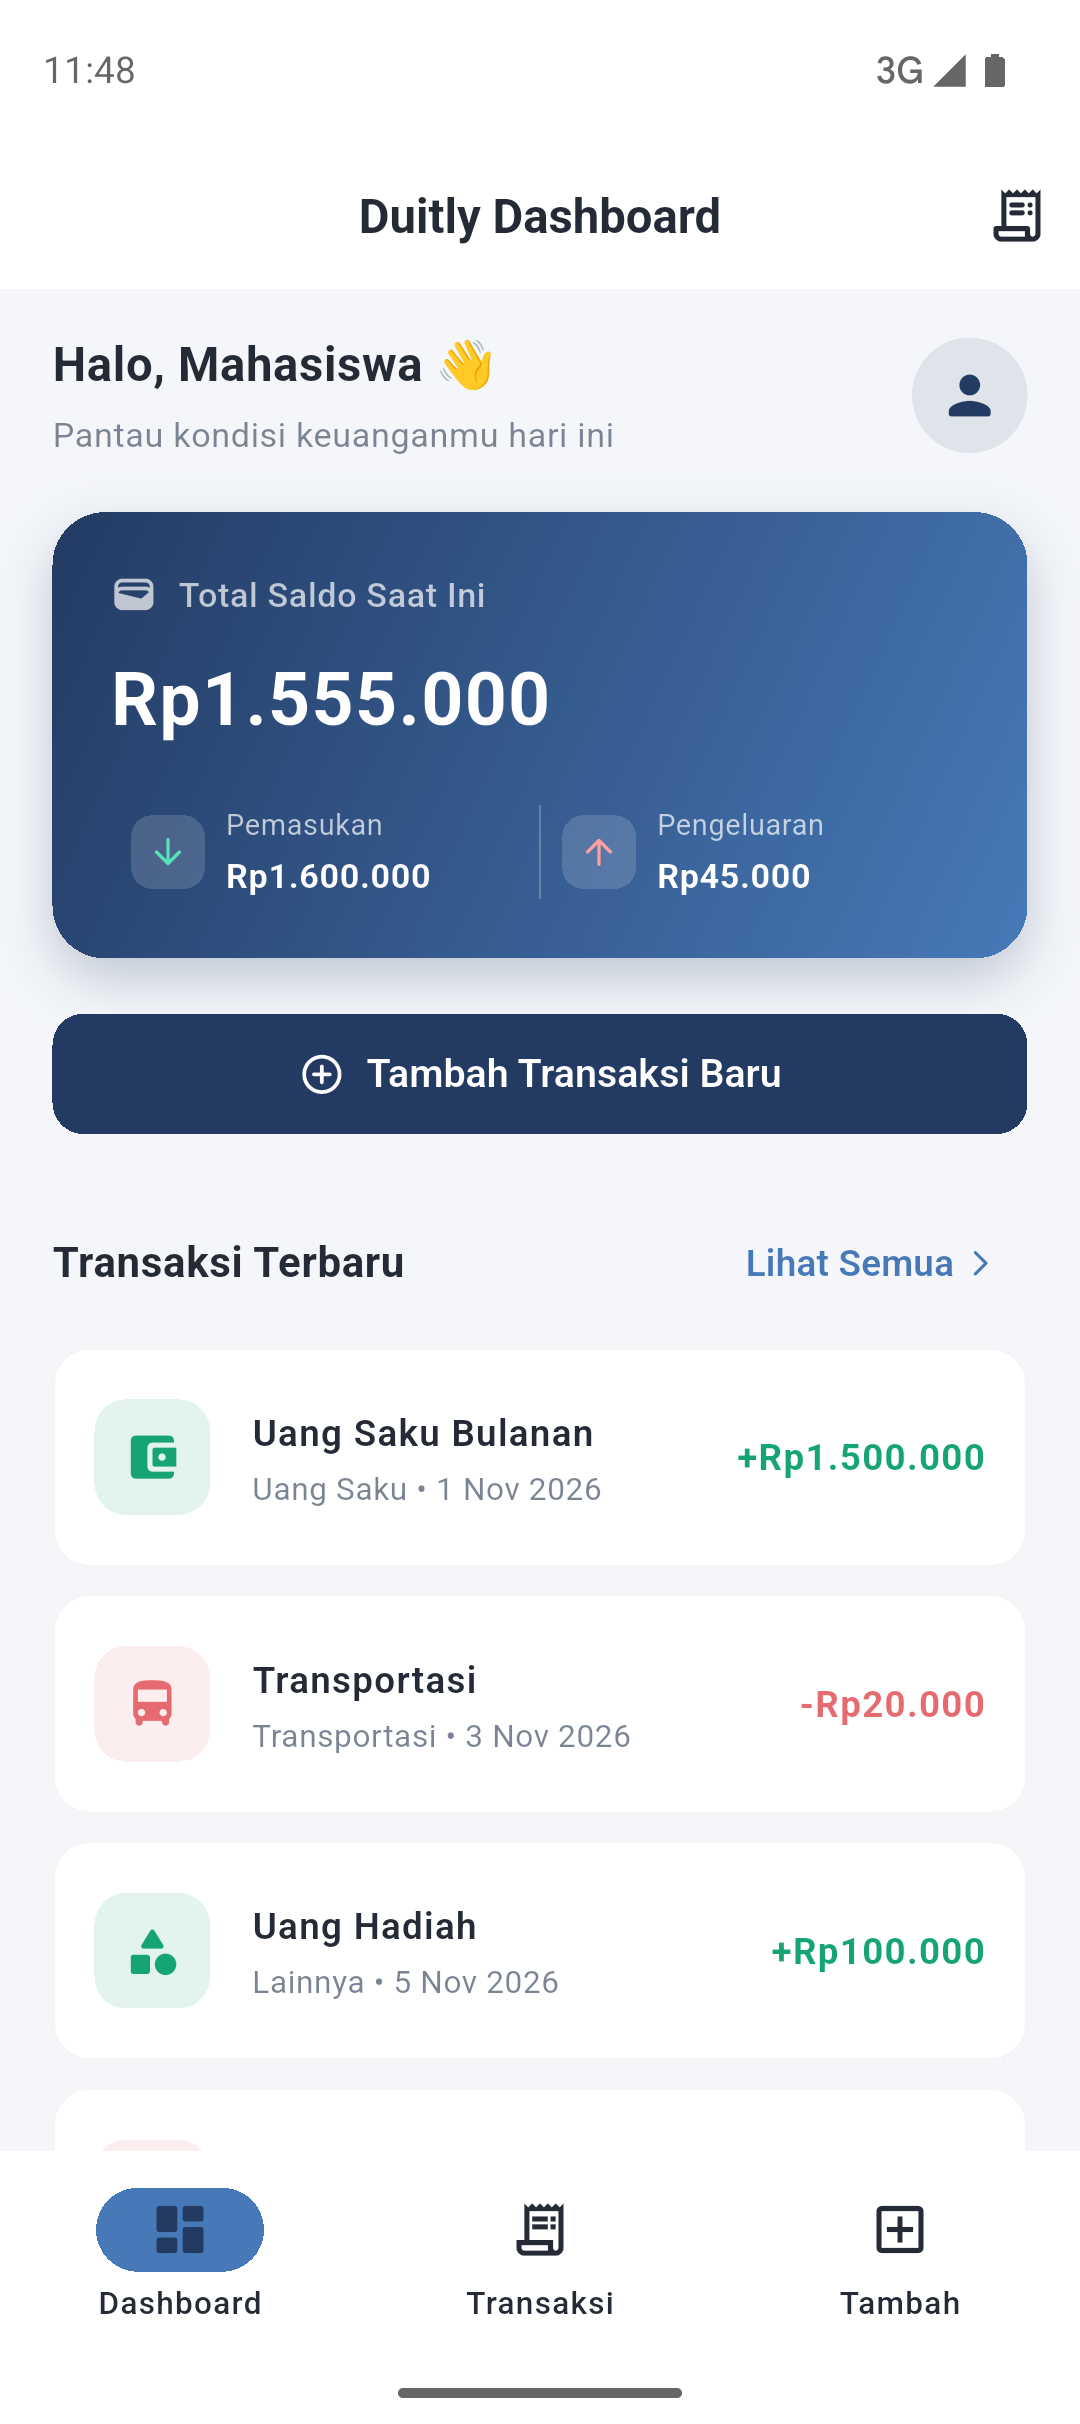 11:48
3G
Duitly Dashboard
Halo, Mahasiswa 👋
Pantau kondisi keuanganmu hari ini
Total Saldo Saat Ini
Rp1.555.000
Pemasukan
Rp1.600.000
Pengeluaran
Rp45.000
Tambah Transaksi Baru
Transaksi Terbaru
Lihat Semua
Uang Saku Bulanan
Uang Saku • 1 Nov 2026
+Rp1.500.000
Transportasi
Transportasi • 3 Nov 2026
-Rp20.000
Uang Hadiah
Lainnya • 5 Nov 2026
+Rp100.000
Dashboard
Transaksi
Tambah